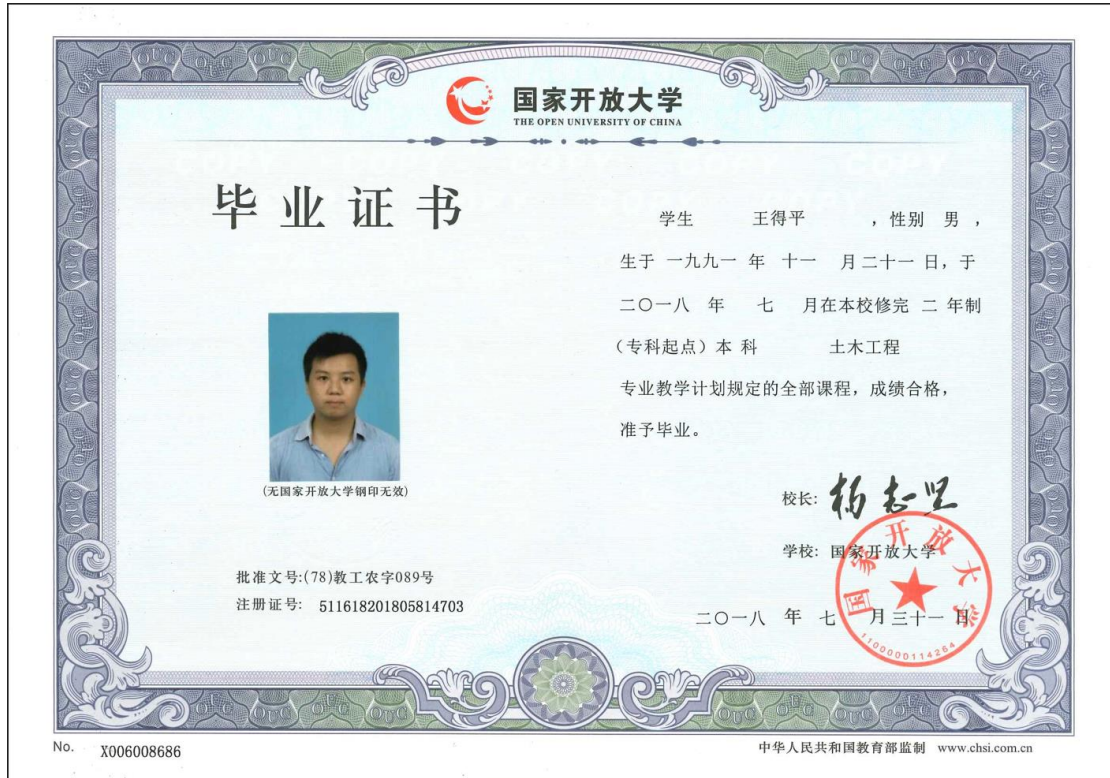 国家开放大学
THE OPEN UNIVERSITY OF CHINA
毕业证书
学生 王得平 ，性别 男 ，
生于 一九九一 年 十一 月 二十一 日，于
二〇一八 年 七 月在本校修完 二 年制
（专科起点）本 科 土木工程
专业教学计划规定的全部课程，成绩合格，
准予毕业。
(无国家开放大学钢印无效)
校长:
学校: 国家开放大学
批准文号:(78)教工农字089号
注册证号: 511618201805814703
二〇一八 年 七 月 三十一 日
国家开放大学
1100000114264
No. X006008686
中华人民共和国教育部监制 www.chsi.com.cn